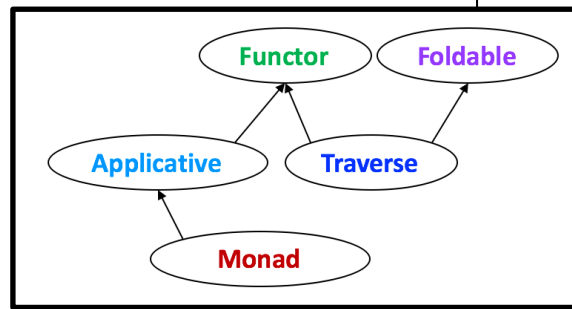 Functor
Foldable
Applicative
Traverse
Monad